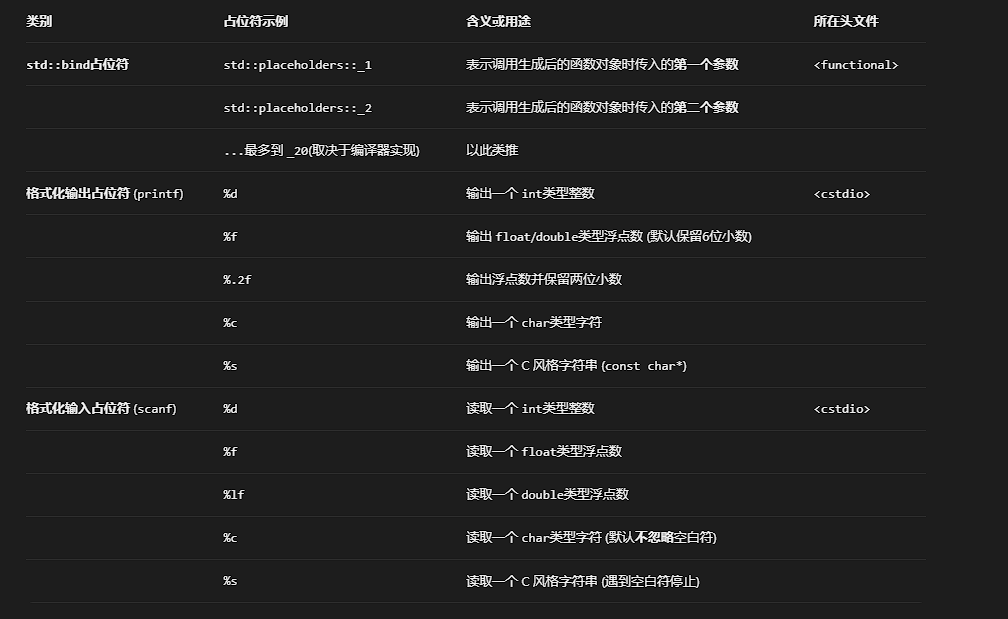 类别 占位符示例 含义或用途 所在头文件
std::bind占位符 std::placeholders::_1 表示调用生成后的函数对象时传入的第一个参数 <functional>
std::placeholders::_2 表示调用生成后的函数对象时传入的第二个参数
...最多到 _20(取决于编译器实现) 以此类推
格式化输出占位符 (printf) %d 输出一个 int类型整数 <cstdio>
%f 输出 float/double类型浮点数 (默认保留6位小数)
%.2f 输出浮点数并保留两位小数
%c 输出一个 char类型字符
%s 输出一个 C 风格字符串 (const char*)
格式化输入占位符 (scanf) %d 读取一个 int类型整数 <cstdio>
%f 读取一个 float类型浮点数
%lf 读取一个 double类型浮点数
%c 读取一个 char类型字符 (默认不忽略空白符)
%s 读取一个 C 风格字符串 (遇到空白符停止)